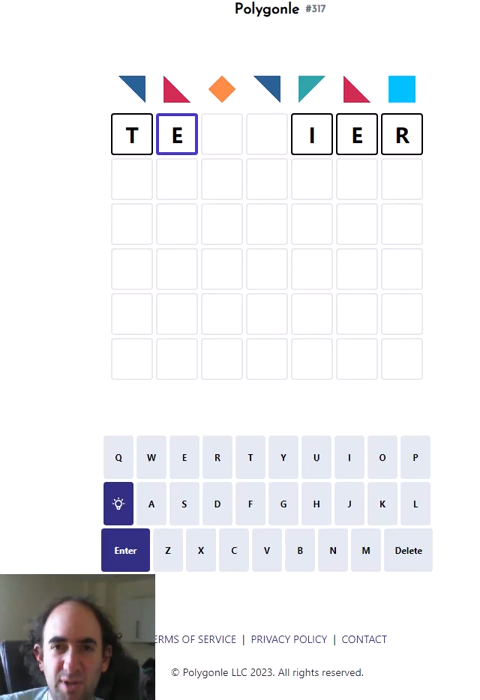 Polygonle #317
T E I E R
Q W E R T Y U I O P
A S D F G H J K L
Enter Z X C V B N M Delete
ERMS OF SERVICE | PRIVACY POLICY | CONTACT
© Polygonle LLC 2023. All rights reserved.